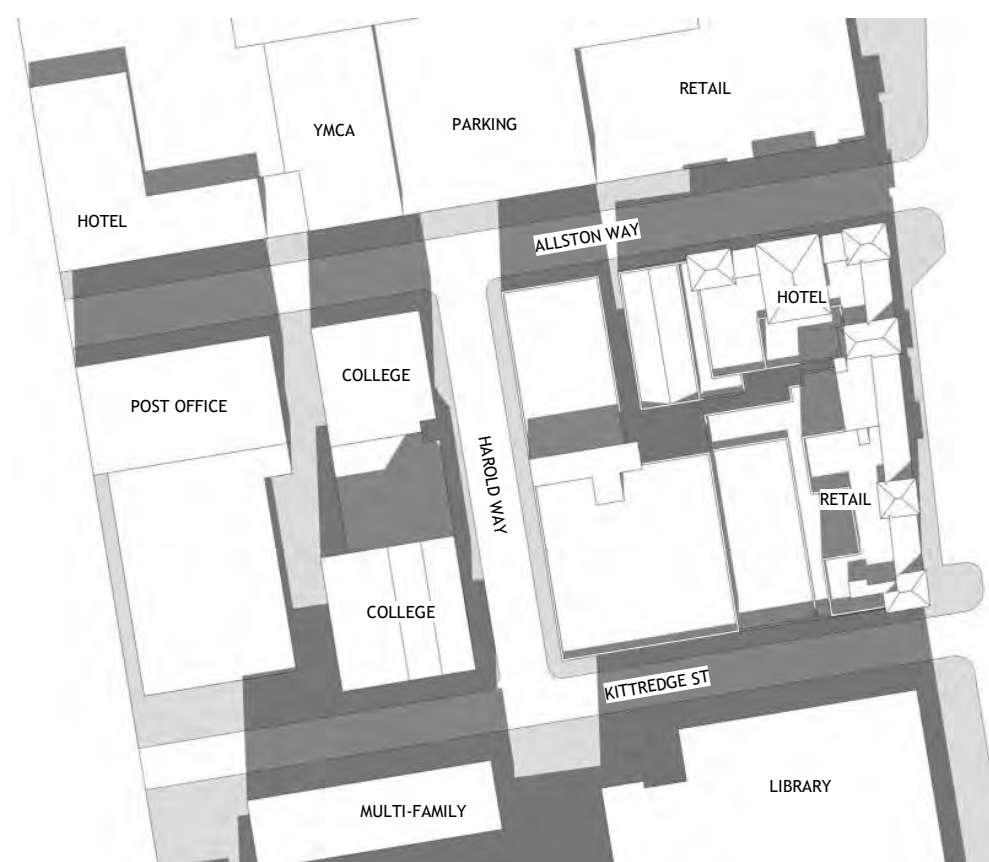 RETAIL
PARKING
YMCA
HOTEL
ALLSTON WAY
HOTEL
COLLEGE
POST OFFICE
HAROLD WAY
RETAIL
COLLEGE
KITTREDGE ST
LIBRARY
MULTI-FAMILY